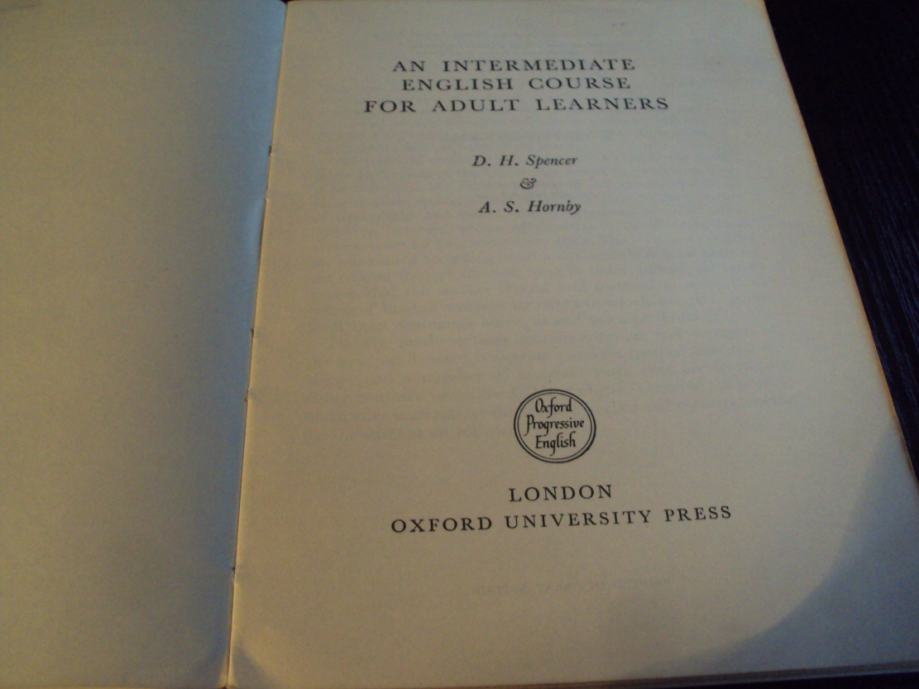 AN INTERMEDIATE
ENGLISH COURSE
FOR ADULT LEARNERS
D. H. Spencer
&
A. S. Hornby
Oxford
Progressive
English
LONDON
OXFORD UNIVERSITY PRESS